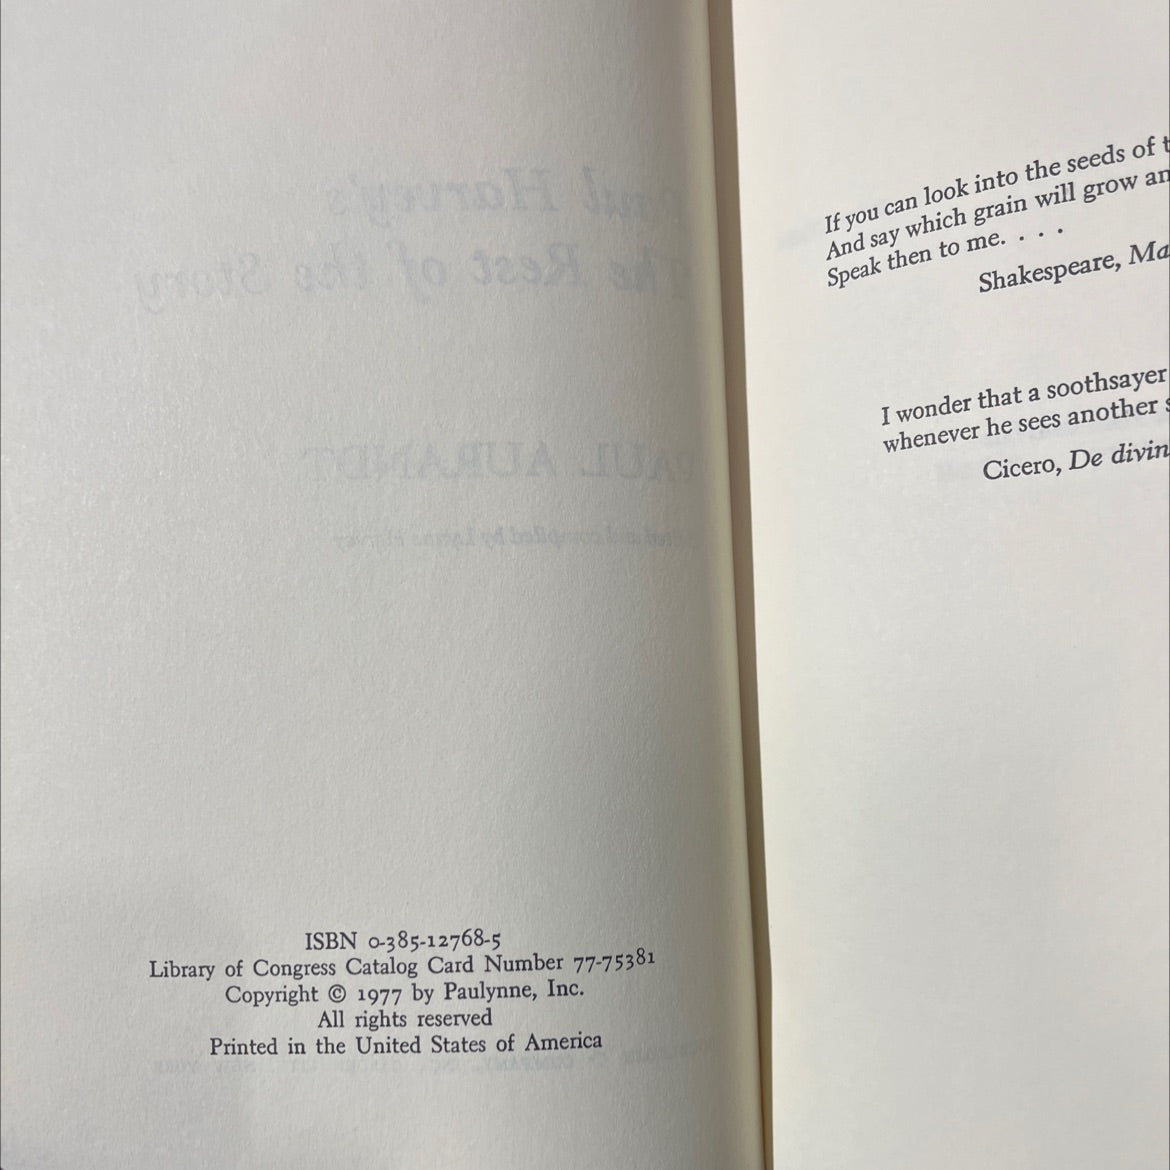 ISBN 0-385-12768-5
Library of Congress Catalog Card Number 77-75381
Copyright © 1977 by Paulynne, Inc.
All rights reserved
Printed in the United States of America
If you can look into the seeds of t
And say which grain will grow an
Speak then to me. . . .
Shakespeare, Ma
I wonder that a soothsayer
whenever he sees another s
Cicero, De divin